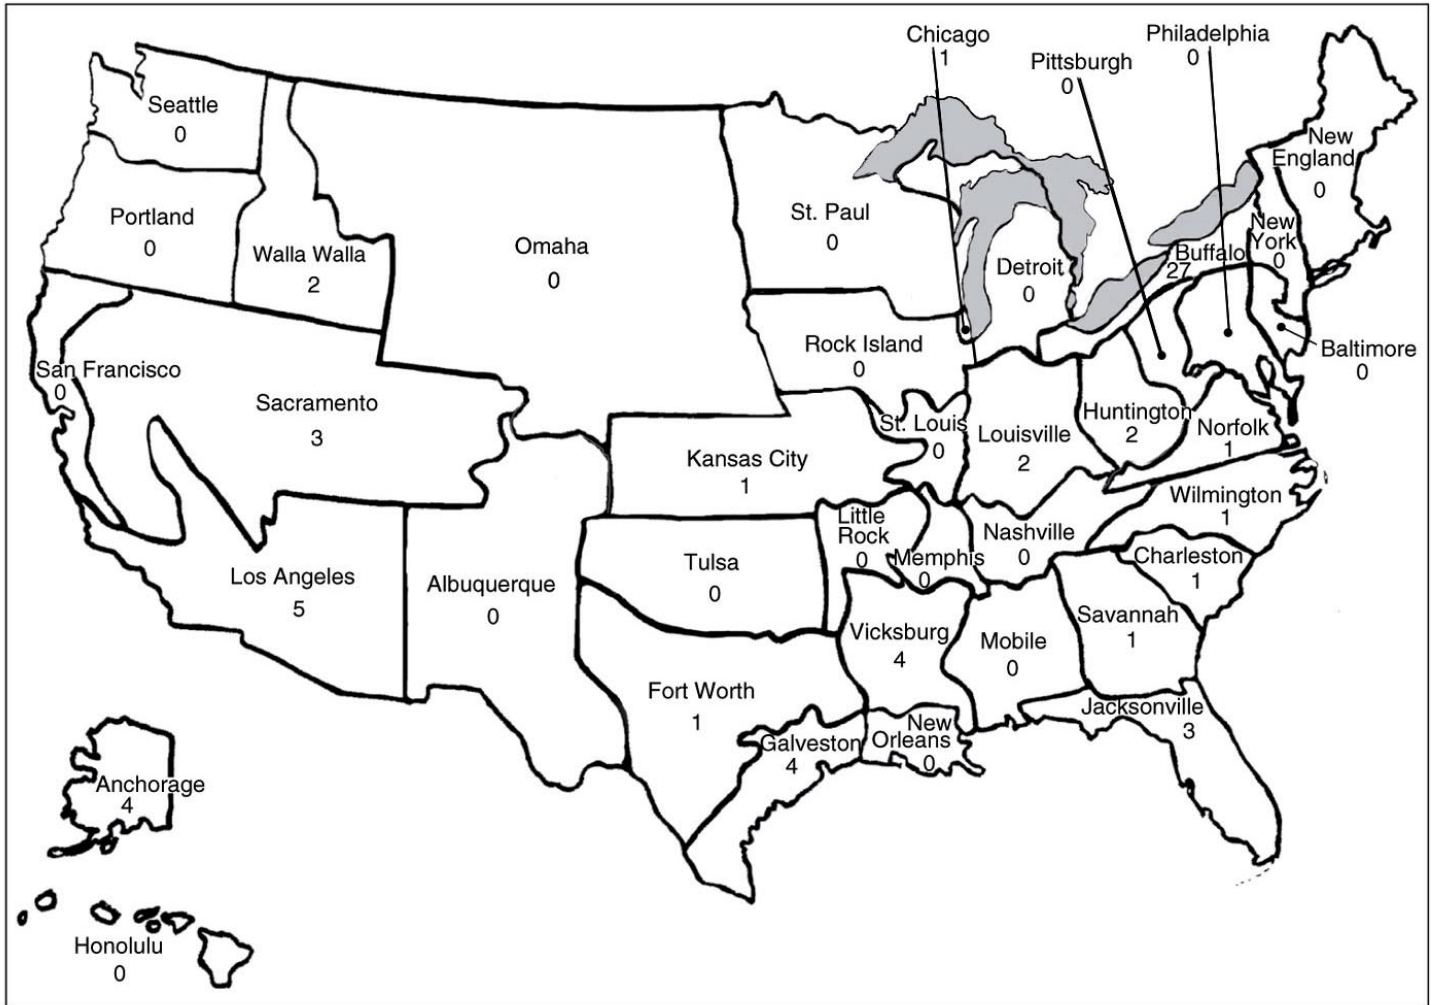 Chicago
1
Philadelphia
0
Pittsburgh
0
Seattle
0
New
England
0
Portland
0
Walla Walla
2
Omaha
0
St. Paul
0
Detroit
0
Buffalo
27
New
York
0
Baltimore
0
Rock Island
0
San Francisco
0
Sacramento
3
Kansas City
1
St. Louis
0
Louisville
2
Huntington
2
Norfolk
1
Wilmington
1
Los Angeles
5
Albuquerque
0
Tulsa
0
Little
Rock
0
Memphis
0
Nashville
0
Charleston
1
Savannah
1
Vicksburg
4
Mobile
0
Fort Worth
1
Galveston
4
New
Orleans
0
Jacksonville
3
Anchorage
4
Honolulu
0